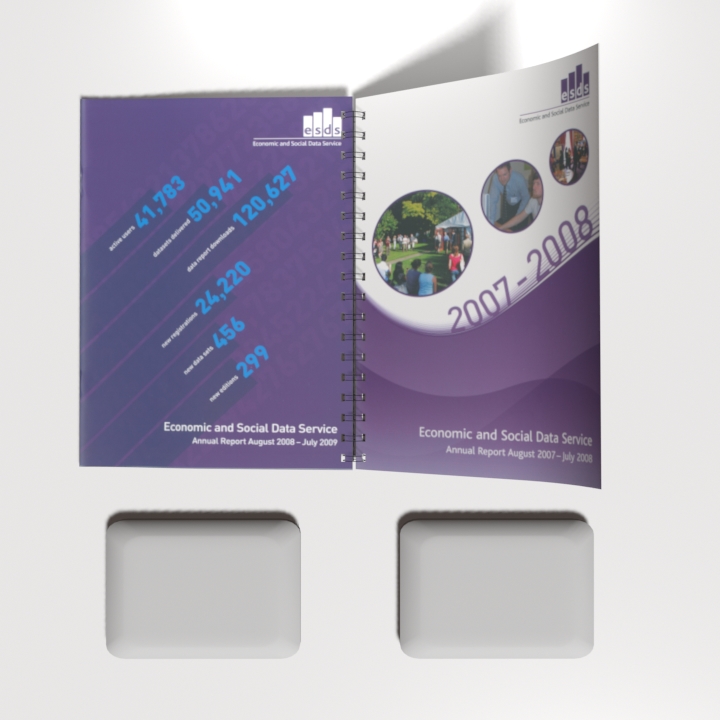 esds
Economic and Social Data Service
active users 41,783
datasets delivered 50,941
data report downloads 120,627
new registrations 24,220
new data sets 456
new editions 299
Economic and Social Data Service
Annual Report August 2008 – July 2009
esds
Economic and Social Data Service
2007-2008
Economic and Social Data Service
Annual Report August 2007 – July 2008